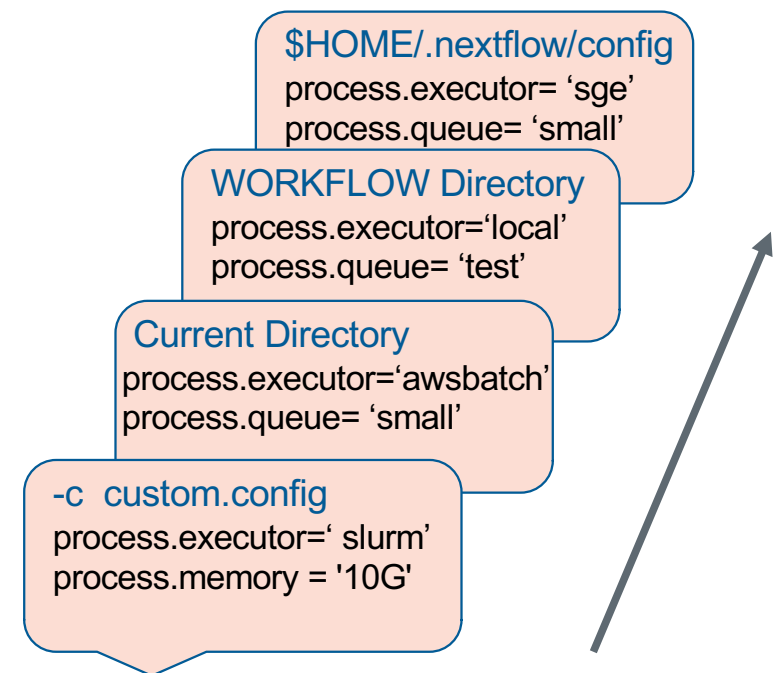 $HOME/.nextflow/config
process.executor= ‘sge’
process.queue= ‘small’
WORKFLOW Directory
process.executor=‘local’
process.queue= ‘test’
Current Directory
process.executor=‘awsbatch’
process.queue= ‘small’
-c custom.config
process.executor=‘ slurm’
process.memory = '10G'